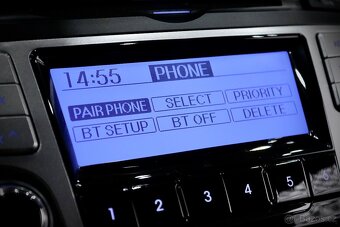 14:55 PHONE
PAIR PHONE SELECT PRIORITY
BT SETUP BT OFF DELETE
1 2 3 4 5